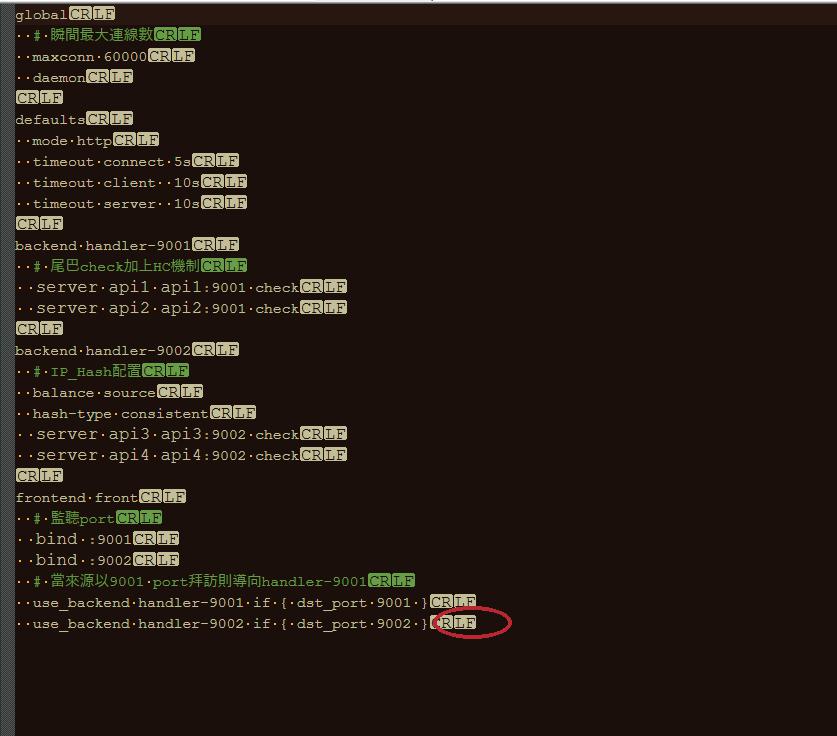 globalCRLF
  # 瞬間最大連線數CRLF
  maxconn 60000CRLF
  daemonCRLF
CRLF
defaultsCRLF
  mode httpCRLF
  timeout connect 5sCRLF
  timeout client  10sCRLF
  timeout server  10sCRLF
CRLF
backend handler-9001CRLF
  # 尾巴check加上HC機制CRLF
  server api1 api1:9001 checkCRLF
  server api2 api2:9001 checkCRLF
CRLF
backend handler-9002CRLF
  # IP_Hash配置CRLF
  balance sourceCRLF
  hash-type consistentCRLF
  server api3 api3:9002 checkCRLF
  server api4 api4:9002 checkCRLF
CRLF
frontend frontCRLF
  # 監聽portCRLF
  bind :9001CRLF
  bind :9002CRLF
  # 當來源以9001 port拜訪則導向handler-9001CRLF
  use_backend handler-9001 if { dst_port 9001 }CRLF
  use_backend handler-9002 if { dst_port 9002 }CRLF